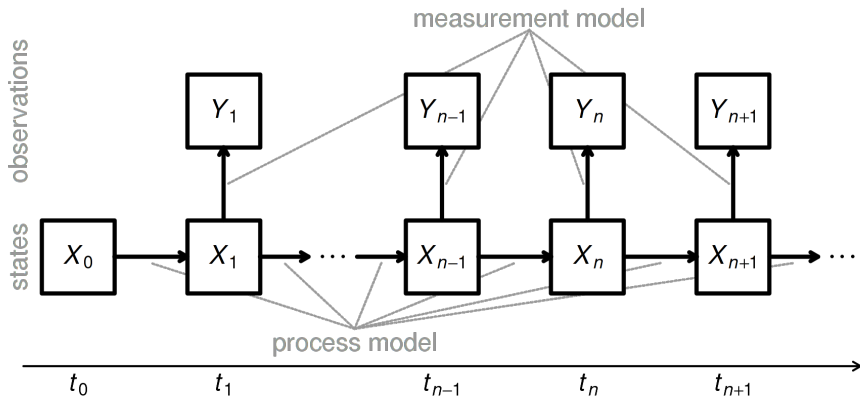 measurement model
observations
Y₁ Yₙ₋₁ Yₙ Yₙ₊₁
states
X₀ X₁ ⋯ Xₙ₋₁ Xₙ Xₙ₊₁ ⋯
process model
t₀ t₁ tₙ₋₁ tₙ tₙ₊₁